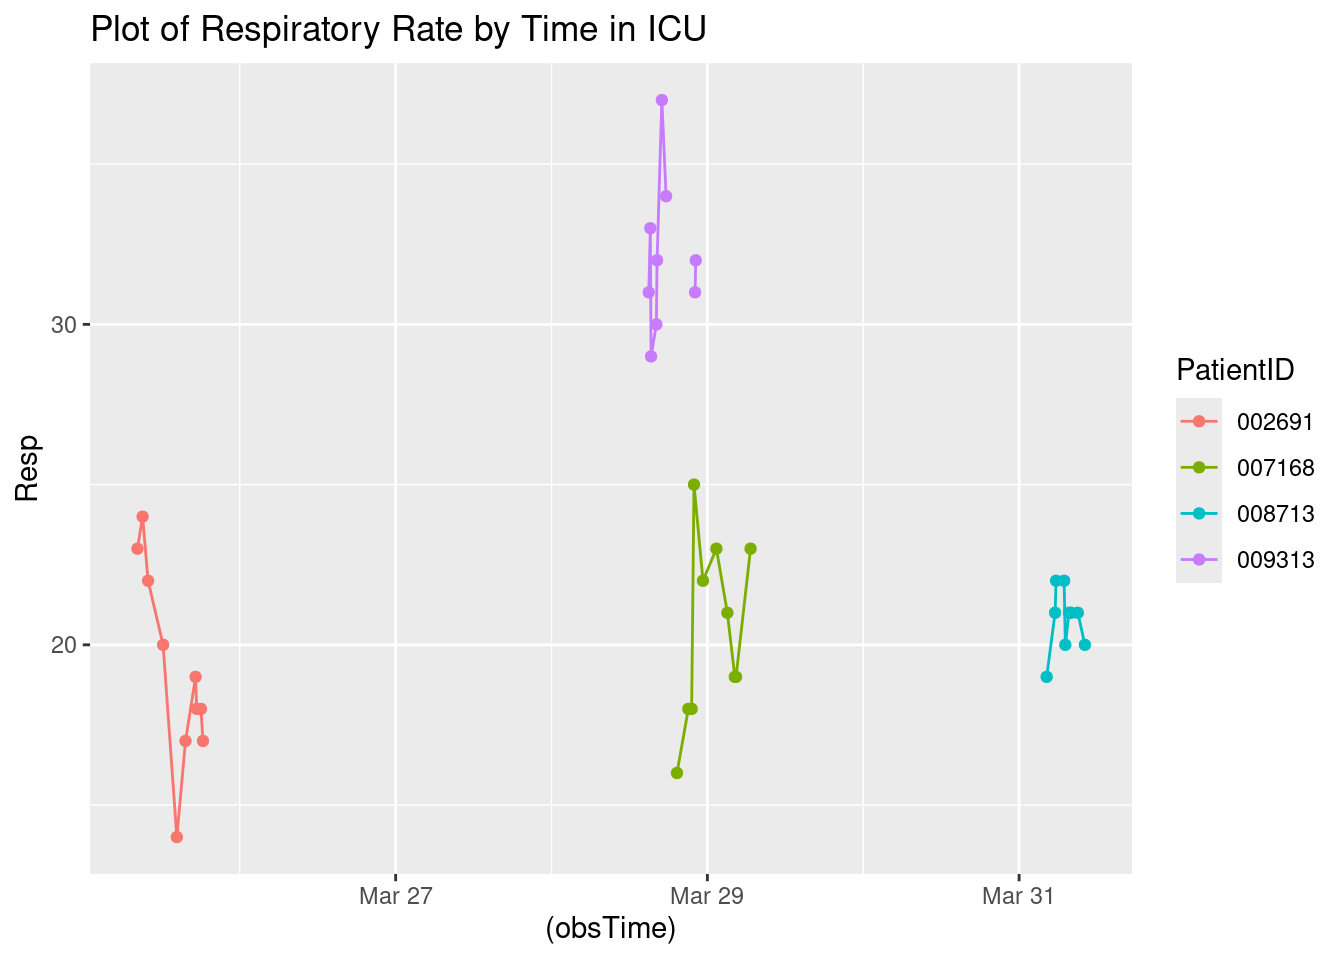 Plot of Respiratory Rate by Time in ICU
Resp
30
20
Mar 27
Mar 29
Mar 31
(obsTime)
PatientID
002691
007168
008713
009313